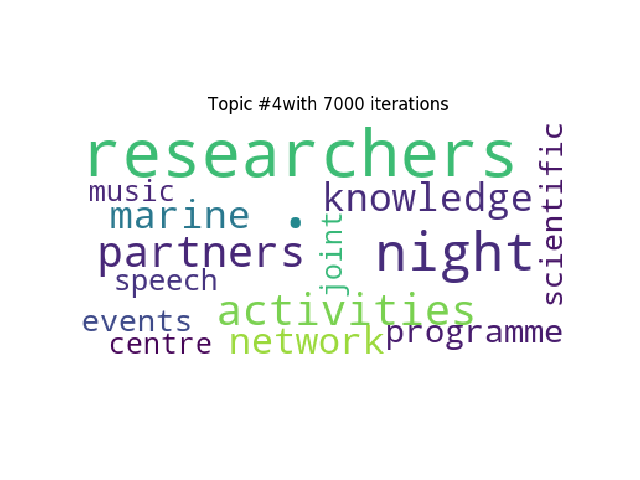 Topic #4with 7000 iterations
researchers
scientific
music
knowledge
marine
.
joint
partners
night
speech
activities
events
programme
centre
network